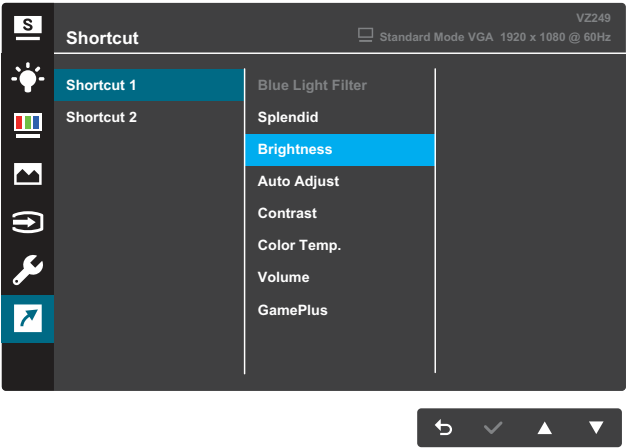 S
VZ249
Shortcut
Standard Mode VGA 1920 x 1080 @ 60Hz
Shortcut 1
Shortcut 2
Blue Light Filter
Splendid
Brightness
Auto Adjust
Contrast
Color Temp.
Volume
GamePlus